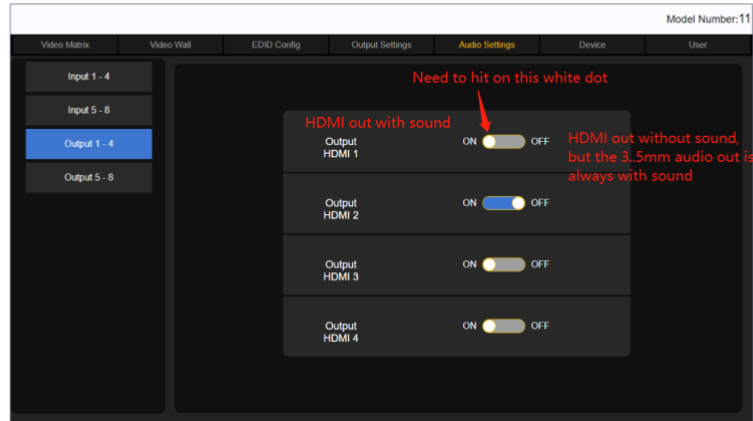 Model Number:11
Video Matrix Video Wall EDID Config Output Settings Audio Settings Device User
Input 1 - 4
Input 5 - 8
Output 1 - 4
Output 5 - 8
Need to hit on this white dot
HDMI out with sound
Output
HDMI 1
ON OFF
HDMI out without sound,
but the 3..5mm audio out is
always with sound
Output
HDMI 2
ON OFF
Output
HDMI 3
ON OFF
Output
HDMI 4
ON OFF